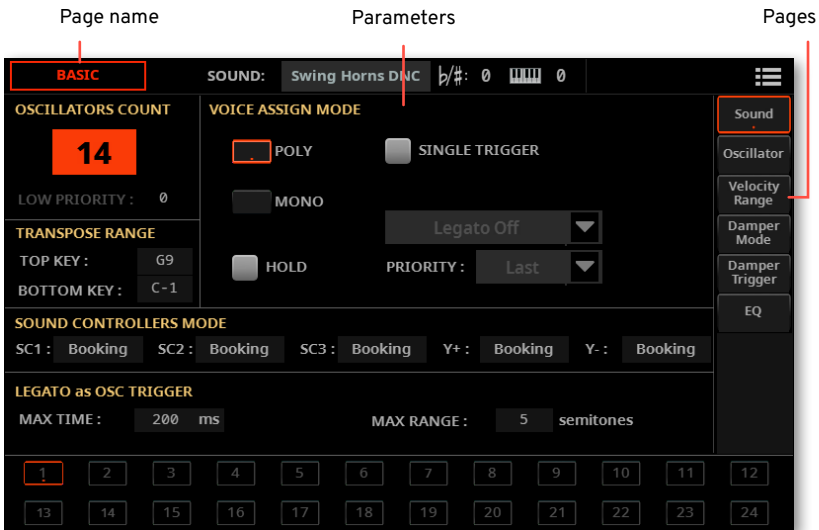 Page name Parameters Pages
BASIC SOUND: Swing Horns DNC ♭/♯: 0 0
OSCILLATORS COUNT VOICE ASSIGN MODE Sound
14 POLY SINGLE TRIGGER Oscillator
LOW PRIORITY : 0 MONO Velocity Range
TRANSPOSE RANGE Legato Off Damper Mode
TOP KEY : G9 HOLD PRIORITY : Last Damper Trigger
BOTTOM KEY : C-1
EQ
SOUND CONTROLLERS MODE
SC1 : Booking SC2 : Booking SC3 : Booking Y+ : Booking Y- : Booking
LEGATO as OSC TRIGGER
MAX TIME : 200 ms MAX RANGE : 5 semitones
1 2 3 4 5 6 7 8 9 10 11 12
13 14 15 16 17 18 19 20 21 22 23 24